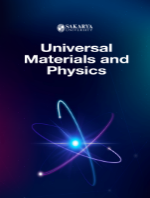 SAKARYA
UNIVERSITY
Universal
Materials and
Physics